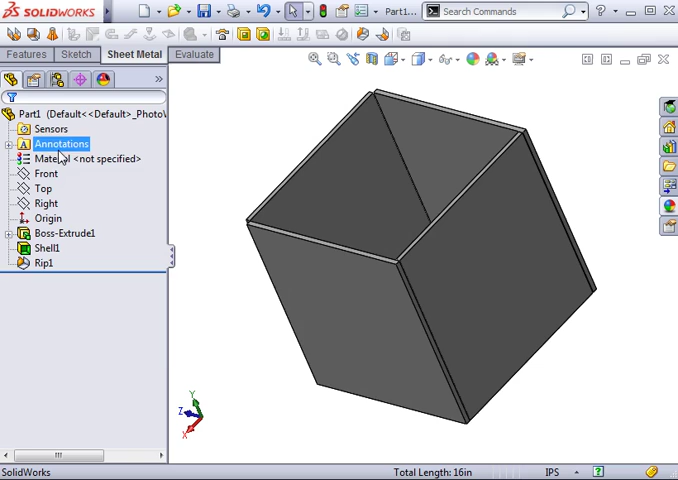 SOLIDWORKS
Part1...
Search Commands
Features
Sketch
Sheet Metal
Evaluate
Part1 (Default<<Default>_Photo
Sensors
A Annotations
Material <not specified>
Front
Top
Right
Origin
Boss-Extrude1
Shell1
Rip1
Y
Z
X
SolidWorks
Total Length: 16in
IPS